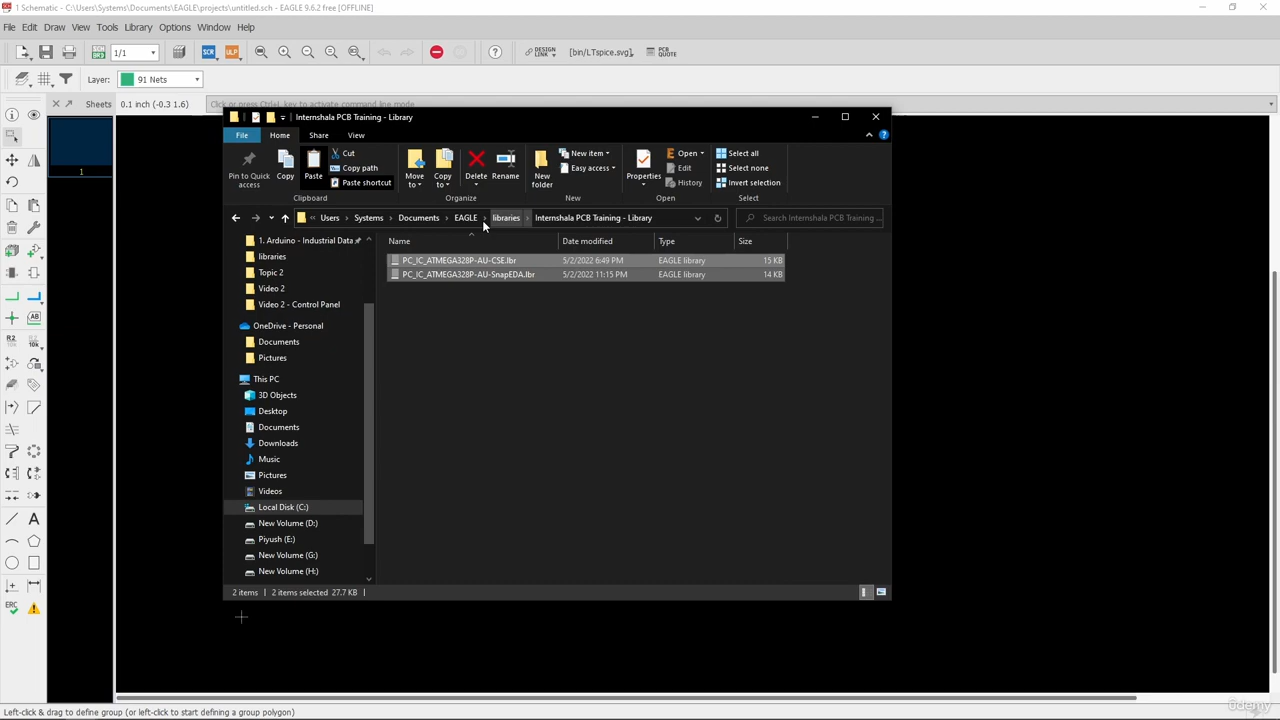 1 Schematic - C:\Users\Systems\Documents\EAGLE\projects\untitled.sch - EAGLE 9.6.2 free [OFFLINE]
File Edit View Draw Tools Library Options Window Help
1/1 SCR ULP DESIGN LINK [bin/LTspice.svg] PCB QUOTE
Layer: 91 Nets
Sheets 0.1 inch (-0.3 1.6) Click or press Ctrl+L key to activate command line mode
1
Internshala PCB Training - Library
File Home Share View
Pin to Quick access
Copy
Paste
Cut
Copy path
Paste shortcut
Clipboard
Move to
Copy to
Delete
Rename
Organize
New folder
New item
Easy access
New
Properties
Open
Edit
History
Open
Select all
Select none
Invert selection
Select
Users Systems Documents EAGLE libraries Internshala PCB Training - Library
Search Internshala PCB Training ...
Name Date modified Type Size
PC_IC_ATMEGA328P-AU-CSE.lbr 5/2/2022 6:49 PM EAGLE library 15 KB
PC_IC_ATMEGA328P-AU-SnapEDA.lbr 5/2/2022 11:15 PM EAGLE library 14 KB
1. Arduino - Industrial Data
libraries
Topic 2
Video 2
Video 2 - Control Panel
OneDrive - Personal
Documents
Pictures
This PC
3D Objects
Desktop
Documents
Downloads
Music
Pictures
Videos
Local Disk (C:)
New Volume (D:)
Piyush (E:)
New Volume (G:)
New Volume (H:)
2 items 2 items selected 27.7 KB
R2
10k
ERC
Left-click & drag to define group (or left-click to start defining a group polygon)
ûdemy